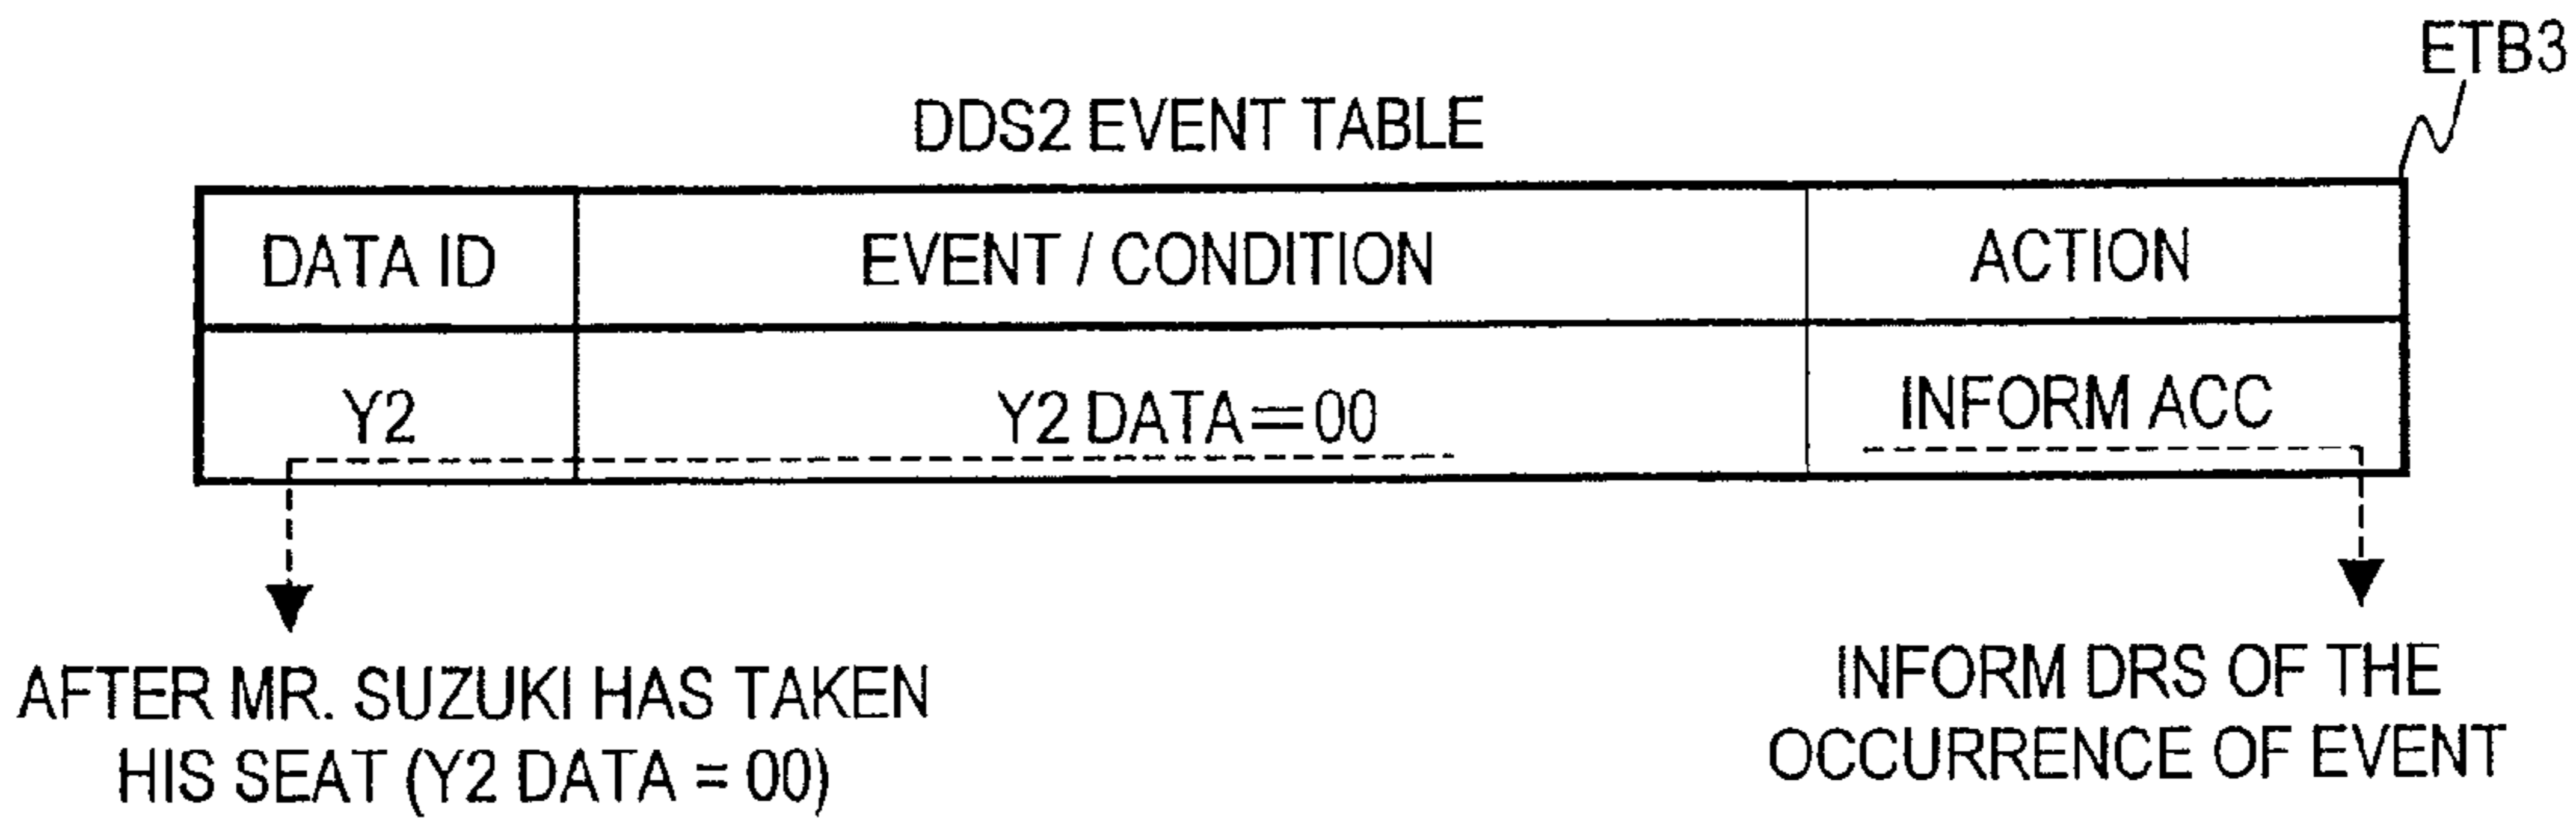 ETB3
DDS2 EVENT TABLE
DATA ID
EVENT / CONDITION
ACTION
Y2
Y2 DATA＝00
INFORM ACC
AFTER MR. SUZUKI HAS TAKEN
HIS SEAT (Y2 DATA = 00)
INFORM DRS OF THE
OCCURRENCE OF EVENT